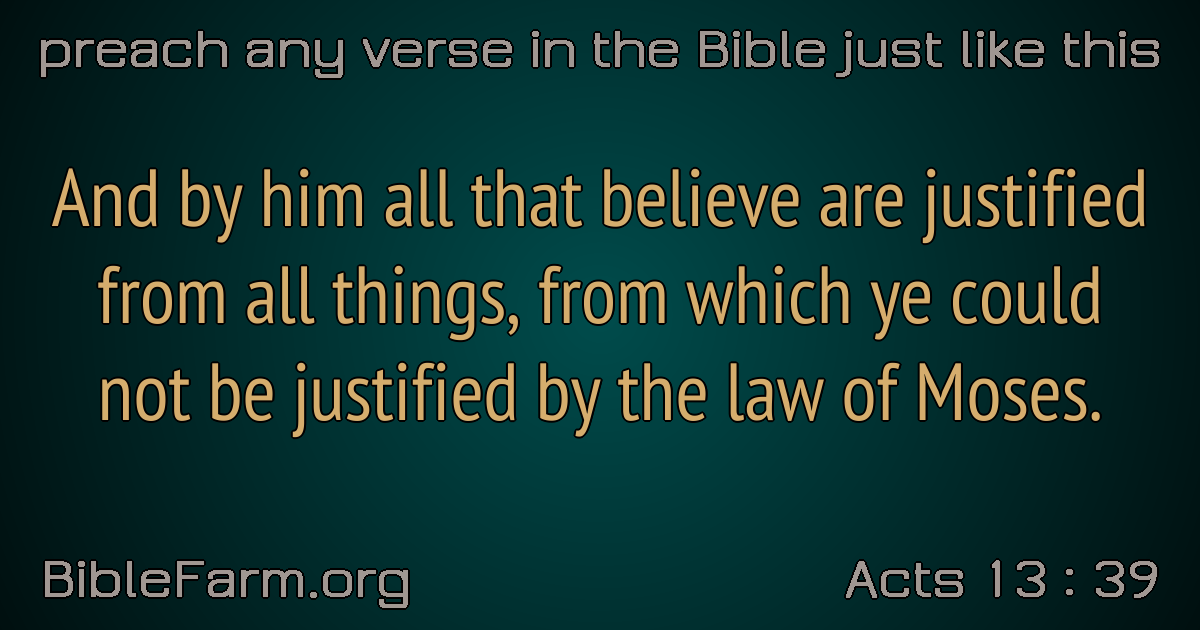 preach any verse in the Bible just like this
And by him all that believe are justified
from all things, from which ye could
not be justified by the law of Moses.
BibleFarm.org
Acts 13 : 39